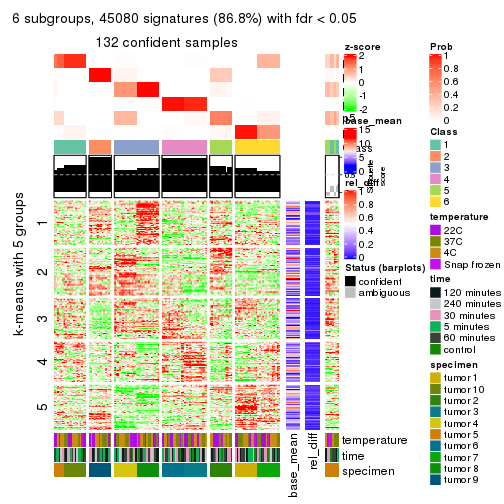 6 subgroups, 45080 signatures (86.8%) with fdr < 0.05
132 confident samples
k-means with 5 groups
1
2
3
4
5
base_mean
rel_diff
temperature
time
specimen
z-score
2
1
0
-1
-2
base_mean
15
10
5
0
rel_diff
0.8
0.6
0.4
0.2
0
Status (barplots)
confident
ambiguous
Prob
1
0.8
0.6
0.4
0.2
0
Class
1
2
3
4
5
6
temperature
22C
37C
4C
Snap frozen
time
120 minutes
240 minutes
30 minutes
5 minutes
60 minutes
control
specimen
tumor 1
tumor 10
tumor 2
tumor 3
tumor 4
tumor 5
tumor 6
tumor 7
tumor 8
tumor 9